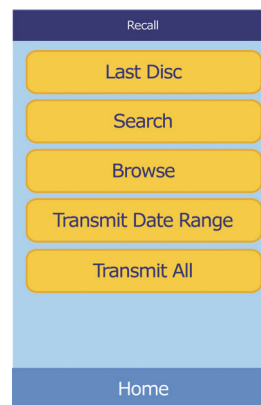 Recall
Last Disc
Search
Browse
Transmit Date Range
Transmit All
Home